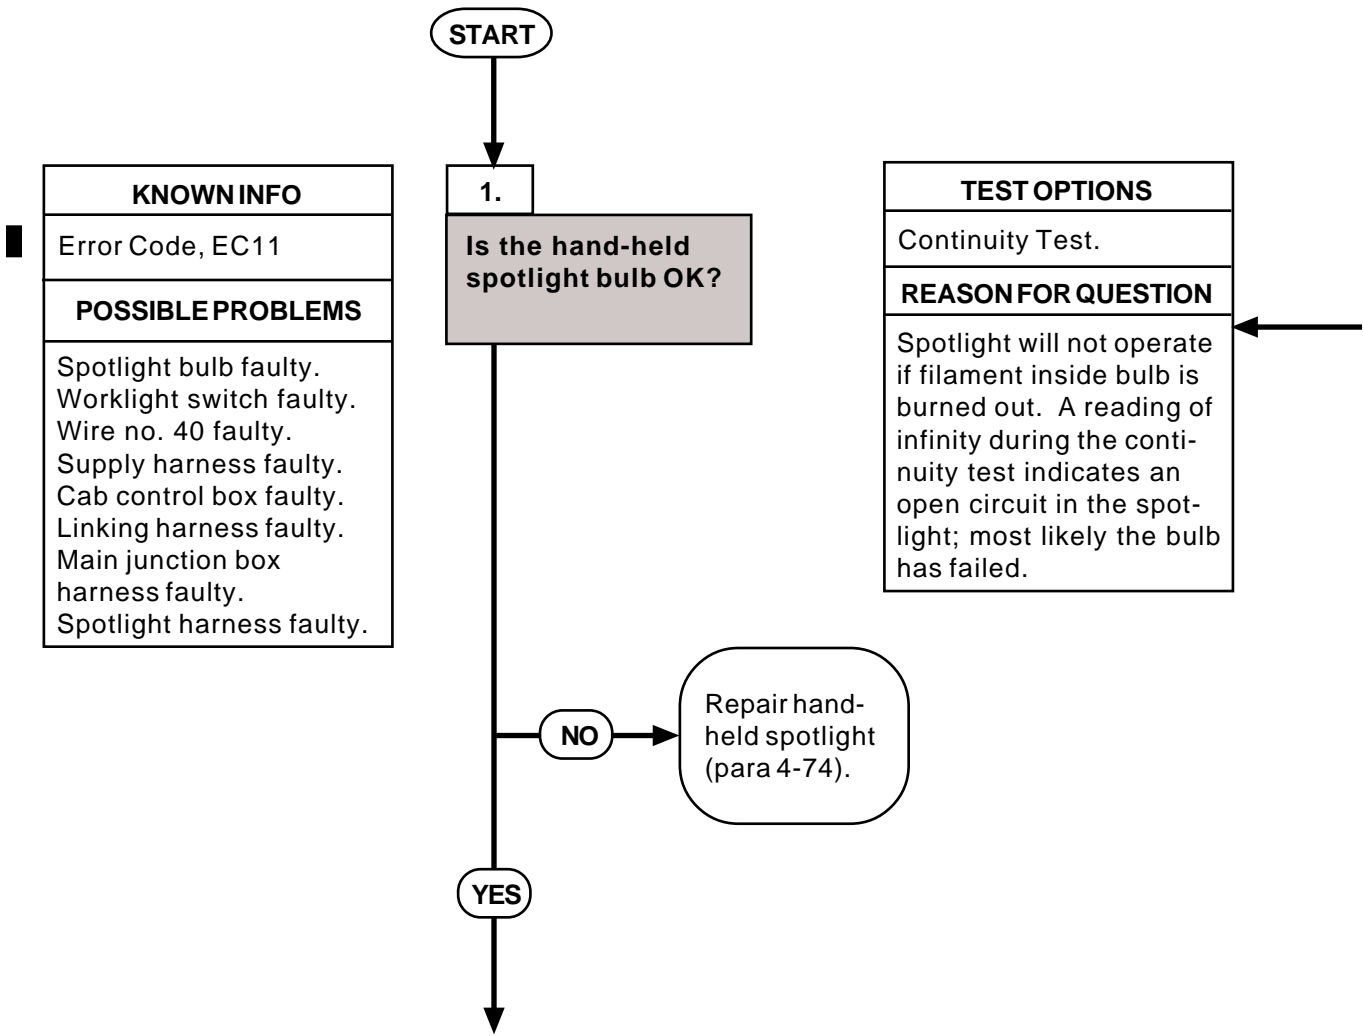 START
KNOWN INFO
Error Code, EC11
POSSIBLE PROBLEMS
Spotlight bulb faulty.
Worklight switch faulty.
Wire no. 40 faulty.
Supply harness faulty.
Cab control box faulty.
Linking harness faulty.
Main junction box
harness faulty.
Spotlight harness faulty.
1.
Is the hand-held
spotlight bulb OK?
TEST OPTIONS
Continuity Test.
REASON FOR QUESTION
Spotlight will not operate
if filament inside bulb is
burned out. A reading of
infinity during the conti-
nuity test indicates an
open circuit in the spot-
light; most likely the bulb
has failed.
NO
Repair hand-
held spotlight
(para 4-74).
YES